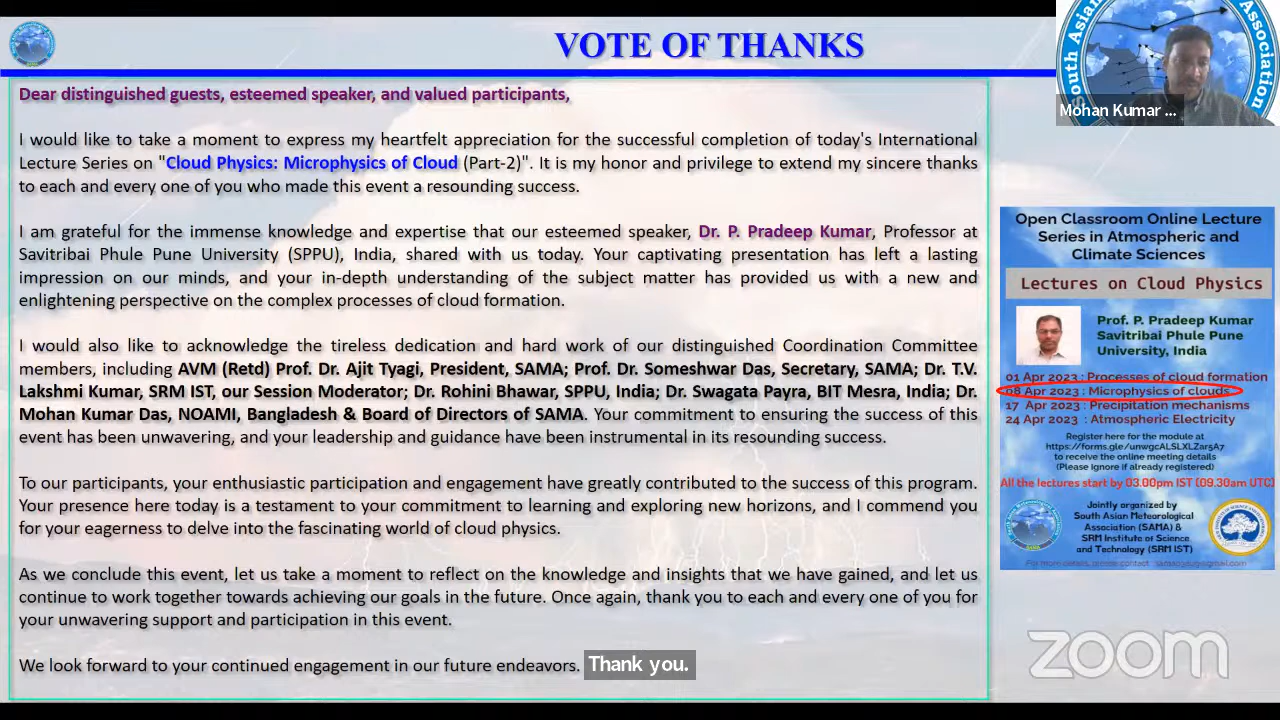 VOTE OF THANKS
South Asian
Association
Mohan Kumar ...
Dear distinguished guests, esteemed speaker, and valued participants,
I would like to take a moment to express my heartfelt appreciation for the successful completion of today's International
Lecture Series on "Cloud Physics: Microphysics of Cloud (Part-2)". It is my honor and privilege to extend my sincere thanks
to each and every one of you who made this event a resounding success.
I am grateful for the immense knowledge and expertise that our esteemed speaker, Dr. P. Pradeep Kumar, Professor at
Savitribai Phule Pune University (SPPU), India, shared with us today. Your captivating presentation has left a lasting
impression on our minds, and your in-depth understanding of the subject matter has provided us with a new and
enlightening perspective on the complex processes of cloud formation.
I would also like to acknowledge the tireless dedication and hard work of our distinguished Coordination Committee
members, including AVM (Retd) Prof. Dr. Ajit Tyagi, President, SAMA; Prof. Dr. Someshwar Das, Secretary, SAMA; Dr. T.V.
Lakshmi Kumar, SRM IST, our Session Moderator; Dr. Rohini Bhawar, SPPU, India; Dr. Swagata Payra, BIT Mesra, India; Dr.
Mohan Kumar Das, NOAMI, Bangladesh & Board of Directors of SAMA. Your commitment to ensuring the success of this
event has been unwavering, and your leadership and guidance have been instrumental in its resounding success.
To our participants, your enthusiastic participation and engagement have greatly contributed to the success of this program.
Your presence here today is a testament to your commitment to learning and exploring new horizons, and I commend you
for your eagerness to delve into the fascinating world of cloud physics.
As we conclude this event, let us take a moment to reflect on the knowledge and insights that we have gained, and let us
continue to work together towards achieving our goals in the future. Once again, thank you to each and every one of you for
your unwavering support and participation in this event.
We look forward to your continued engagement in our future endeavors. Thank you.
Open Classroom Online Lecture
Series in Atmospheric and
Climate Sciences
Lectures on Cloud Physics
Prof. P. Pradeep Kumar
Savitribai Phule Pune
University, India
01 Apr 2023 : Processes of cloud formation
08 Apr 2023 : Microphysics of clouds
17 Apr 2023 : Precipitation mechanisms
24 Apr 2023 : Atmospheric Electricity
Register here for the module at
https://forms.gle/unwgcALSLXLZar5A7
to receive the online meeting details
(Please Ignore if already registered)
All the lectures start by 03.00pm IST (09.30am UTC)
Jointly organized by
South Asian Meteorological
Association (SAMA) &
SRM Institute of Science
and Technology (SRM IST)
For more details, please contact :
zoom